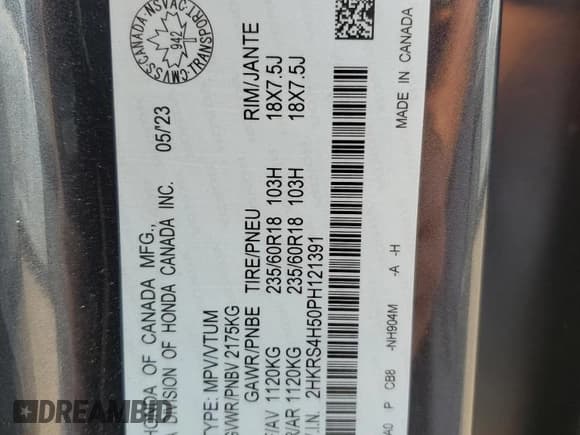 HONDA OF CANADA MFG.,
A DIVISION OF HONDA CANADA INC. 05/'23
TYPE: MPV/VTUM
GVWR/PNBV 2175KG
GAWR/PNBE TIRE/PNEU RIM/JANTE
F/AV 1120KG 235/60R18 103H 18X7.5J
R/AR 1120KG 235/60R18 103H 18X7.5J
V.I.N. 2HKRS4H50PH121391
A0 P CB8 -NH904M -A -H MADE IN CANADA
CMVSS CANADA NSVAC
942
TRANSPORT
DREAMBID